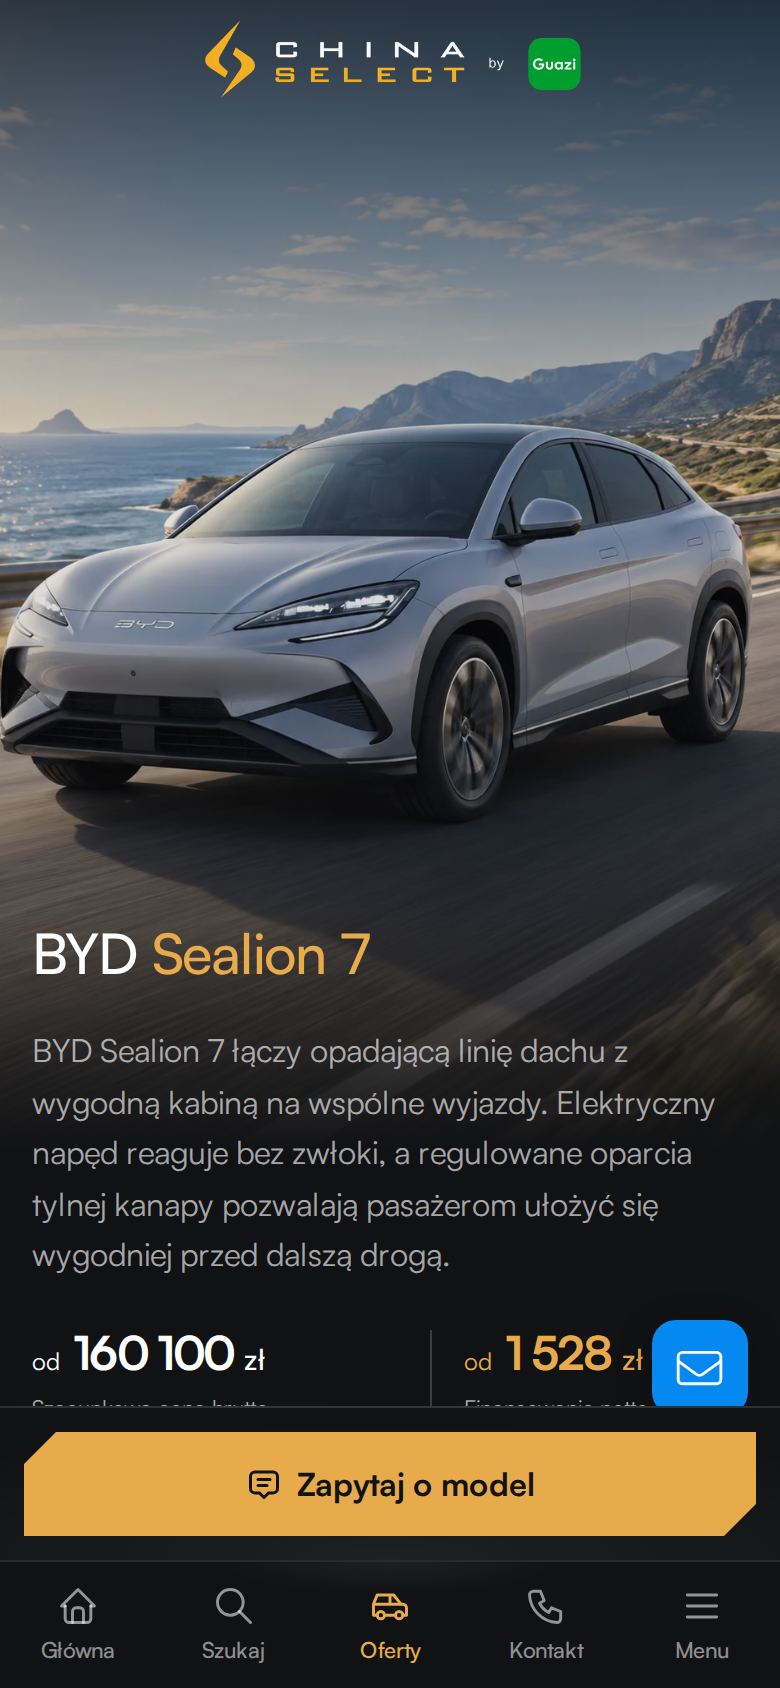 CHINA
SELECT
by
Guazi
BYD
BYD Sealion 7
BYD Sealion 7 łączy opadającą linię dachu z
wygodną kabiną na wspólne wyjazdy. Elektryczny
napęd reaguje bez zwłoki, a regulowane oparcia
tylnej kanapy pozwalają pasażerom ułożyć się
wygodniej przed dalszą drogą.
od 160 100 zł
od 1 528 zł
Zapytaj o model
Główna
Szukaj
Oferty
Kontakt
Menu